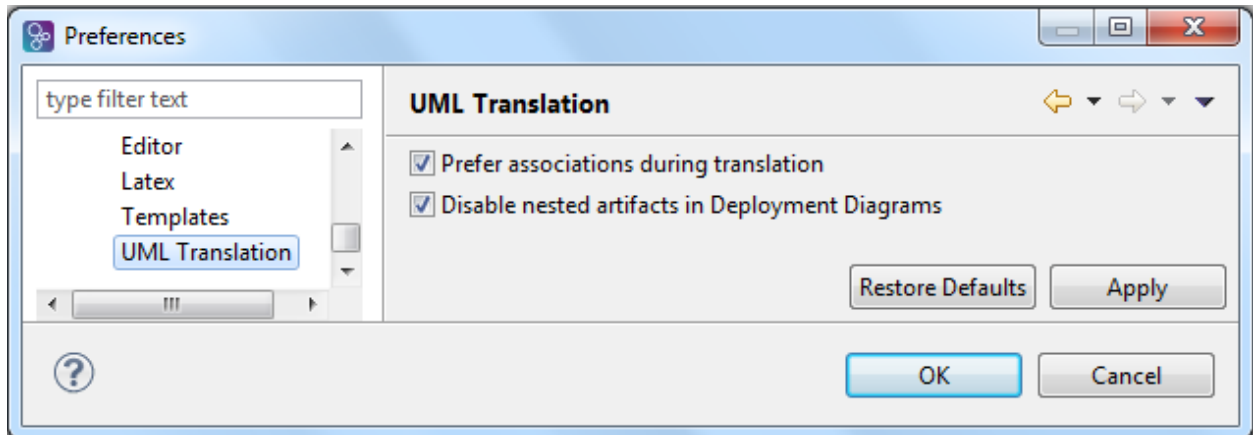 Preferences
type filter text
Editor
Latex
Templates
UML Translation
UML Translation
Prefer associations during translation
Disable nested artifacts in Deployment Diagrams
Restore Defaults
Apply
?
OK
Cancel